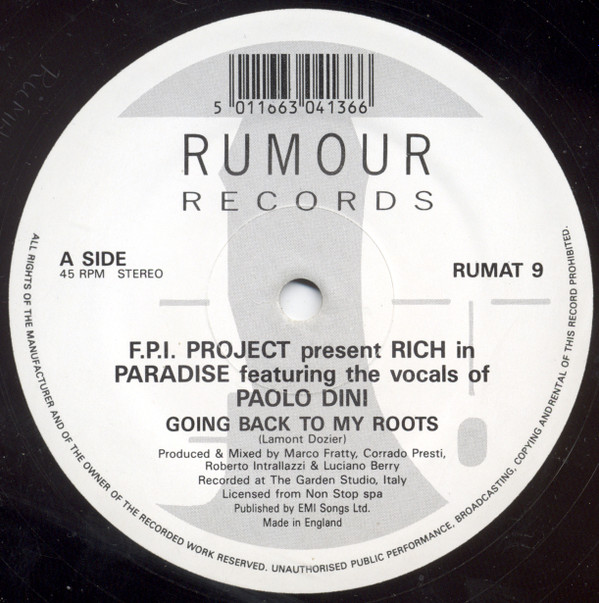 5 011663 041366
RUMOUR
RECORDS
A SIDE
45 RPM STEREO
RUMAT 9
F.P.I. PROJECT present RICH in
PARADISE featuring the vocals of
PAOLO DINI
GOING BACK TO MY ROOTS
(Lamont Dozier)
Produced & Mixed by Marco Fratty, Corrado Presti,
Roberto Intrallazzi & Luciano Berry
Recorded at The Garden Studio, Italy
Licensed from Non Stop spa
Published by EMI Songs Ltd.
Made in England
ALL RIGHTS OF THE MANUFACTURER AND OF THE OWNER OF THE RECORDED WORK RESERVED. UNAUTHORISED PUBLIC PERFORMANCE, BROADCASTING, COPYING AND RENTAL OF THIS RECORD PROHIBITED.